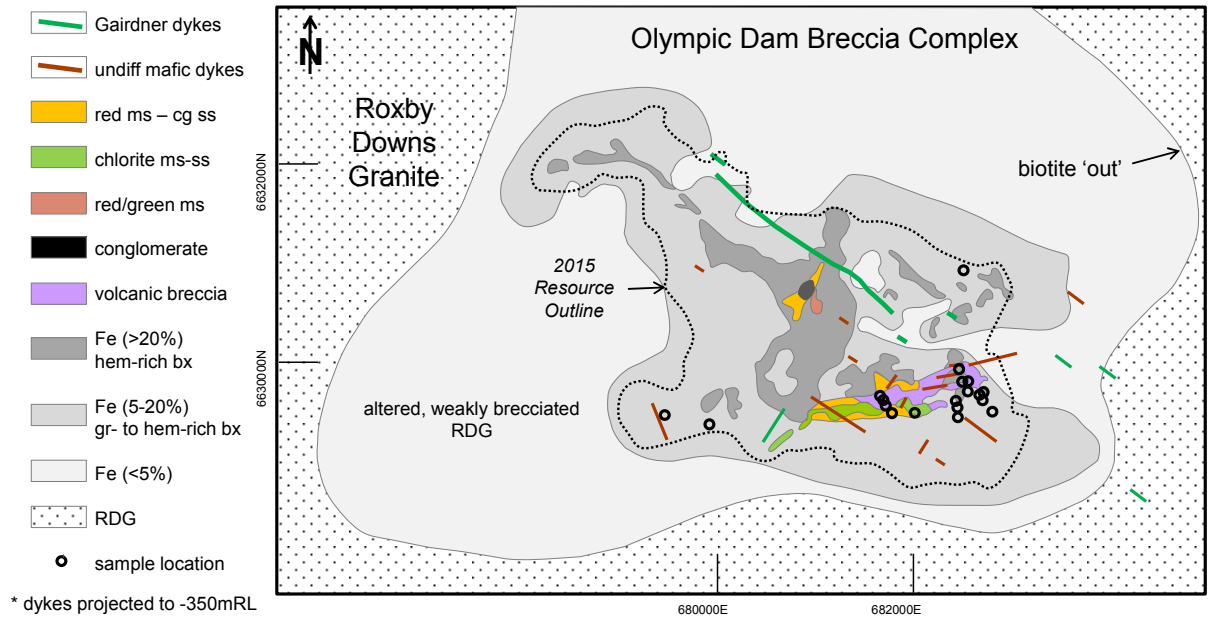 Gairdner dykes
undiff mafic dykes
red ms – cg ss
chlorite ms-ss
red/green ms
conglomerate
volcanic breccia
Fe (>20%)
hem-rich bx
Fe (5-20%)
gr- to hem-rich bx
Fe (<5%)
RDG
sample location
* dykes projected to -350mRL
N
Olympic Dam Breccia Complex
Roxby
Downs
Granite
biotite ‘out’
2015
Resource
Outline
altered, weakly brecciated
RDG
6632000N
6630000N
680000E
682000E